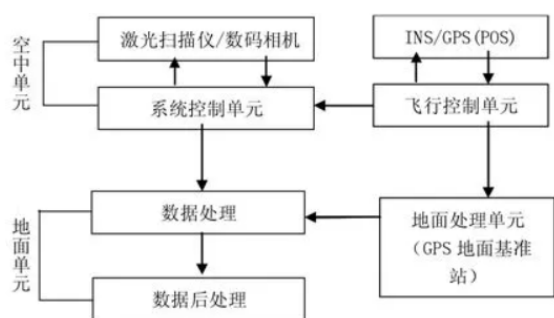 激光扫描仪/数码相机
INS/GPS(POS)
空中单元
系统控制单元
飞行控制单元
数据处理
地面处理单元
（GPS 地面基准
站）
地面单元
数据后处理